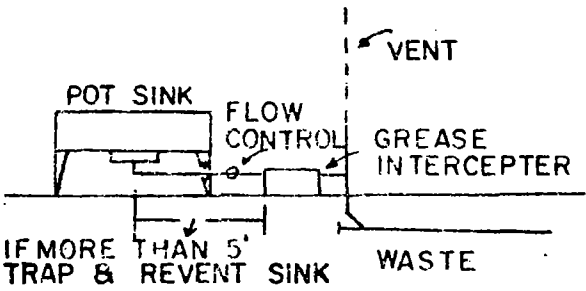 VENT
POT SINK
FLOW
CONTROL
GREASE
INTERCEPTER
IF MORE THAN 5'
TRAP & REVENT SINK
WASTE